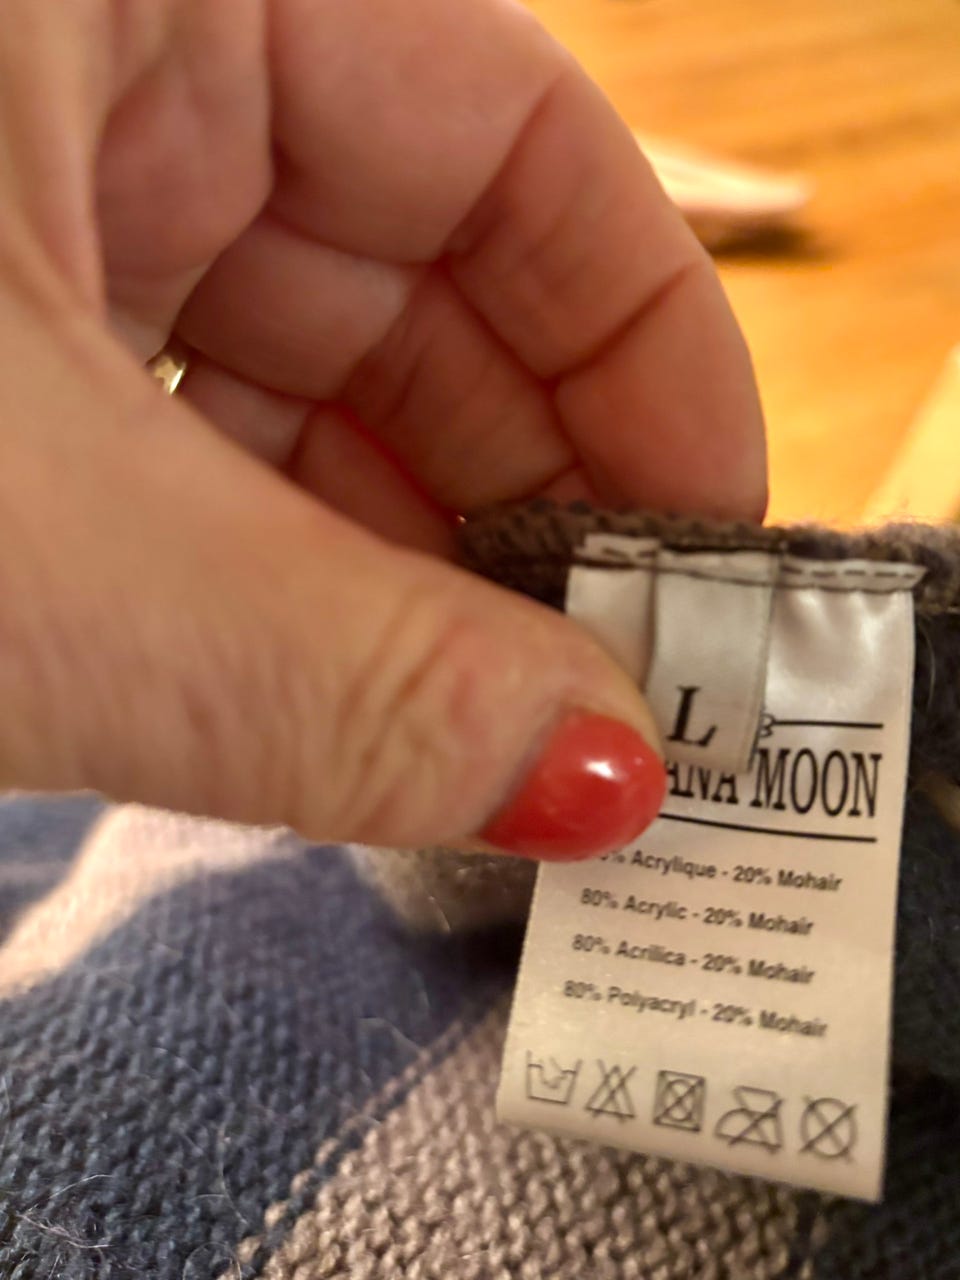 L
ANA MOON
% Acrylique - 20% Mohair
80% Acrylic - 20% Mohair
80% Acrilica - 20% Mohair
80% Polyacryl - 20% Mohair